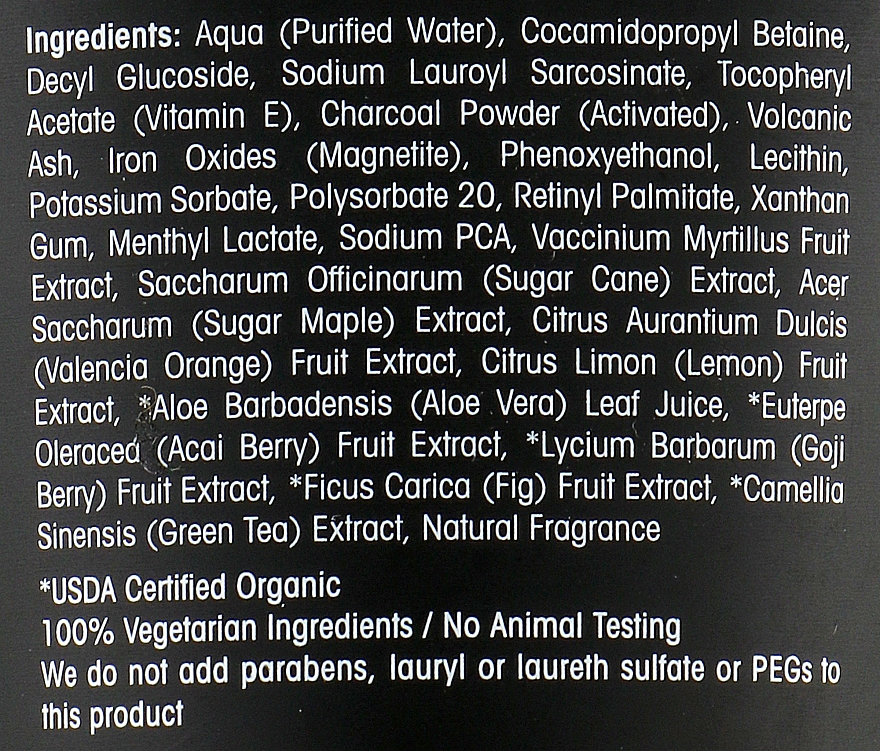 Ingredients: Aqua (Purified Water), Cocamidopropyl Betaine,
Decyl Glucoside, Sodium Lauroyl Sarcosinate, Tocopheryl
Acetate (Vitamin E), Charcoal Powder (Activated), Volcanic
Ash, Iron Oxides (Magnetite), Phenoxyethanol, Lecithin,
Potassium Sorbate, Polysorbate 20, Retinyl Palmitate, Xanthan
Gum, Menthyl Lactate, Sodium PCA, Vaccinium Myrtillus Fruit
Extract, Saccharum Officinarum (Sugar Cane) Extract, Acer
Saccharum (Sugar Maple) Extract, Citrus Aurantium Dulcis
(Valencia Orange) Fruit Extract, Citrus Limon (Lemon) Fruit
Extract, *Aloe Barbadensis (Aloe Vera) Leaf Juice, *Euterpe
Oleracea (Acai Berry) Fruit Extract, *Lycium Barbarum (Goji
Berry) Fruit Extract, *Ficus Carica (Fig) Fruit Extract, *Camellia
Sinensis (Green Tea) Extract, Natural Fragrance
*USDA Certified Organic
100% Vegetarian Ingredients / No Animal Testing
We do not add parabens, lauryl or laureth sulfate or PEGs to
this product